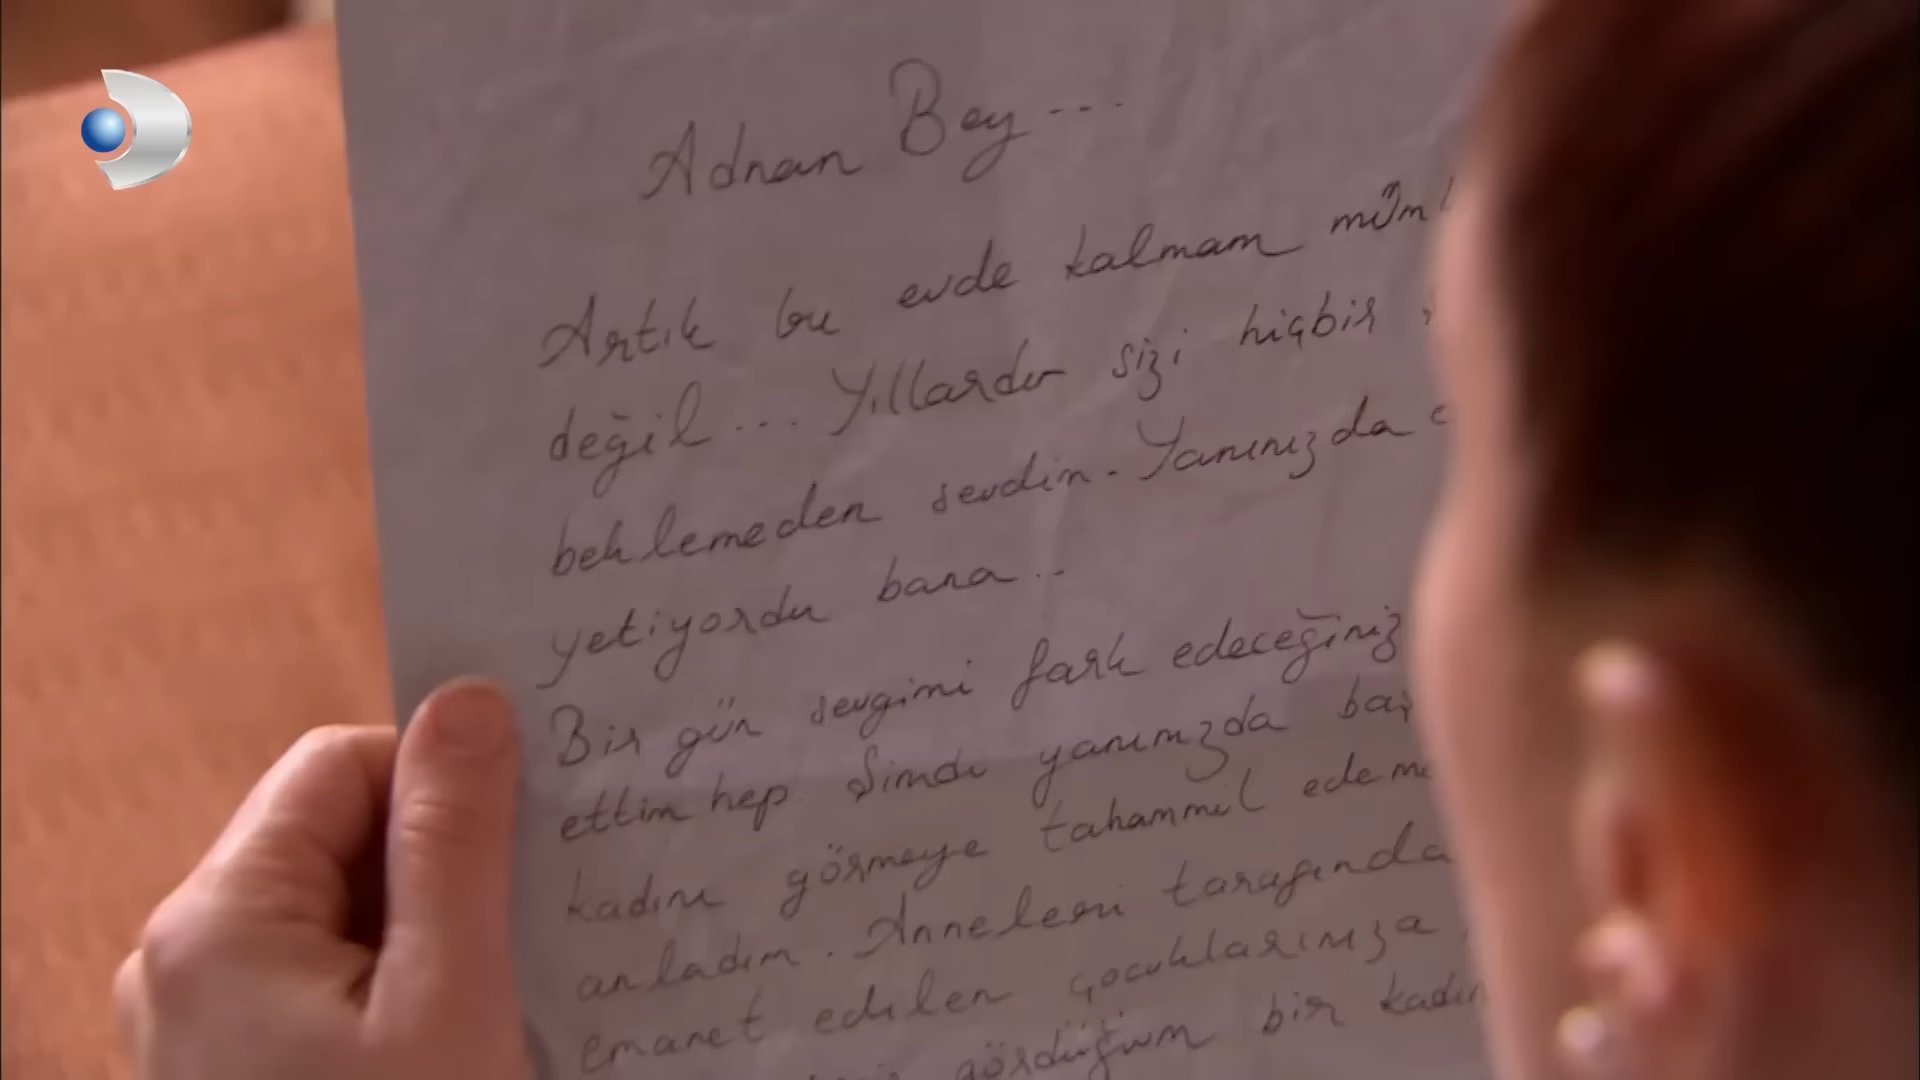 Adnan Bey...
Artık bu evde kalmam
değil... Yıllardır sizi hiçbir
beklemeden sevdim. Yanınızda
yetiyordu bana..
Bir gün sevgimi fark edeceğiniz
ettim hep. Şimdi yanınızda
kadını görmeye tahammül
anladım. Anneleri
emanet edilen çocuklarınıza
gördüğüm bir